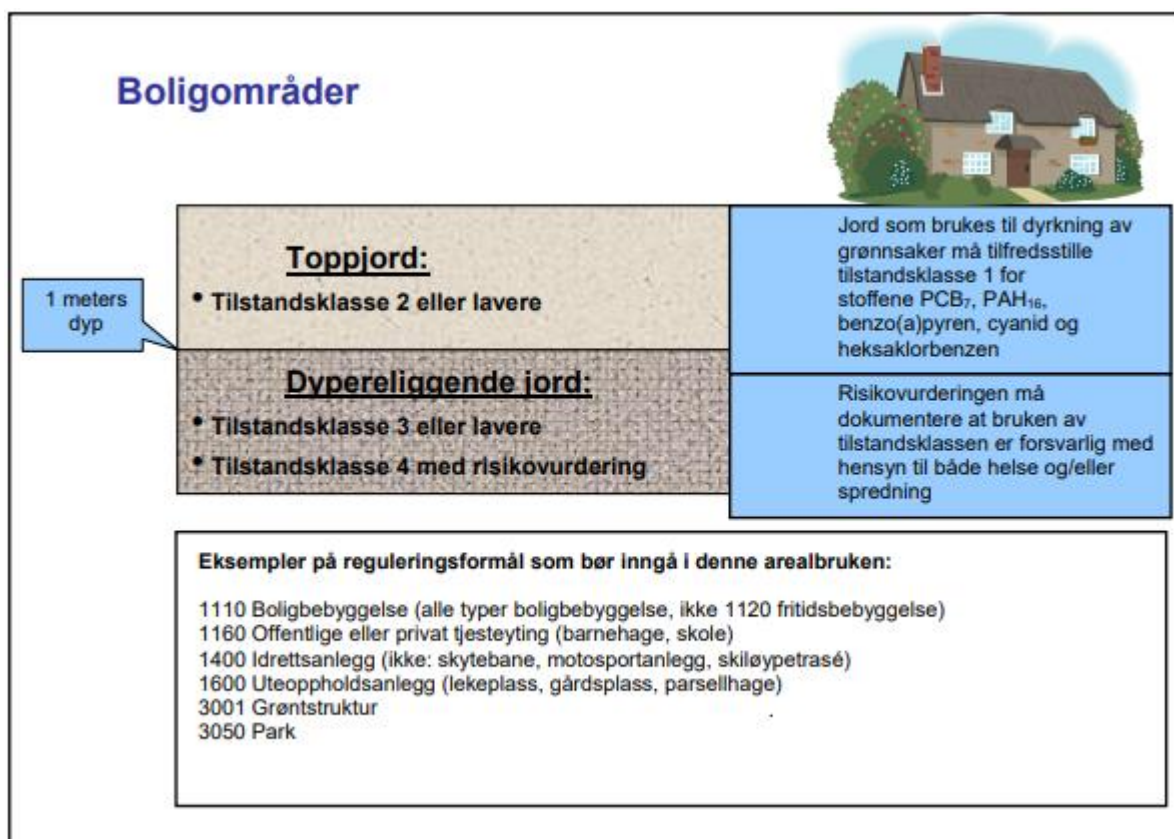 Boligområder
Toppjord:
• Tilstandsklasse 2 eller lavere
Jord som brukes til dyrkning av
grønnsaker må tilfredsstille
tilstandsklasse 1 for
stoffene PCB₇, PAH₁₆,
benzo(a)pyren, cyanid og
heksaklorbenzen
1 meters
dyp
Dypereliggende jord:
• Tilstandsklasse 3 eller lavere
• Tilstandsklasse 4 med risikovurdering
Risikovurderingen må
dokumentere at bruken av
tilstandsklassen er forsvarlig med
hensyn til både helse og/eller
spredning
Eksempler på reguleringsformål som bør inngå i denne arealbruken:
1110 Boligbebyggelse (alle typer boligbebyggelse, ikke 1120 fritidsbebyggelse)
1160 Offentlige eller privat tjesteyting (barnehage, skole)
1400 Idrettsanlegg (ikke: skytebane, motosportanlegg, skiløypetrasé)
1600 Uteoppholdsanlegg (lekeplass, gårdsplass, parsellhage)
3001 Grøntstruktur
3050 Park